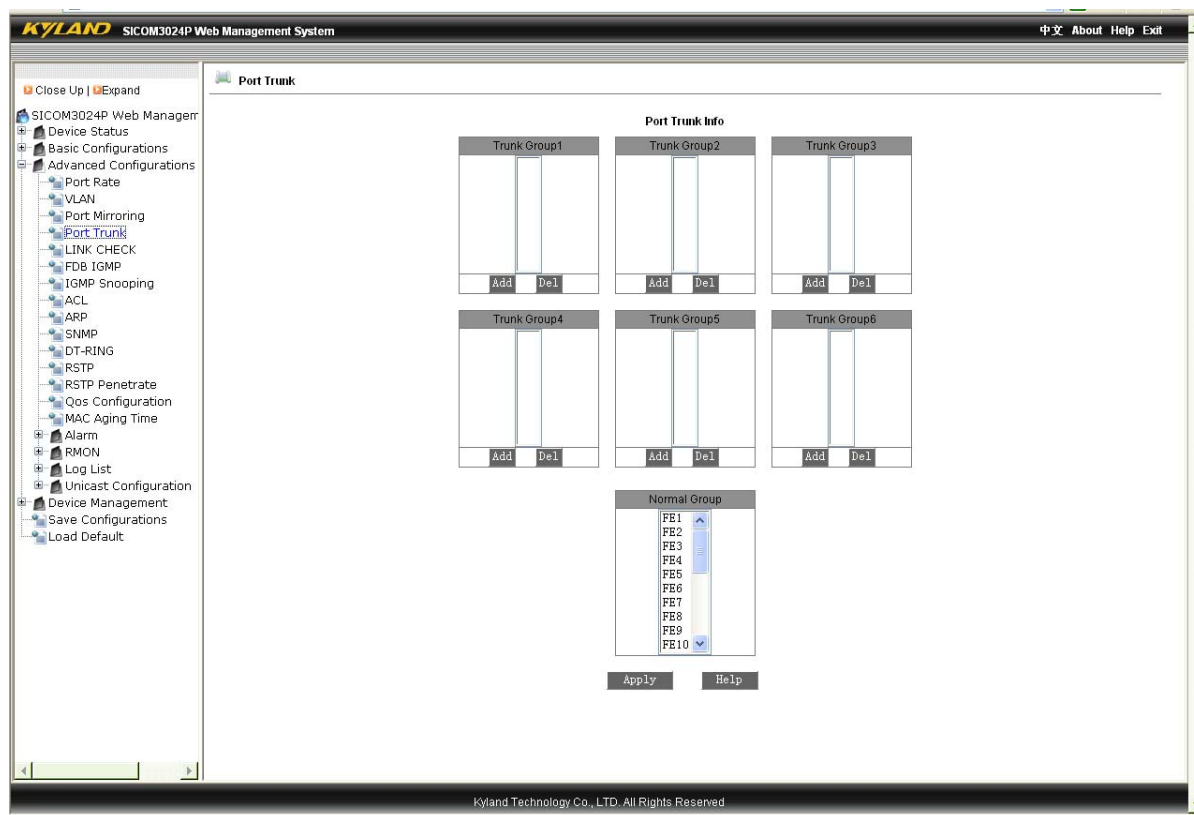 KYLAND SICOM3024P Web Management System
中文 About Help Exit
Close Up | Expand
SICOM3024P Web Managem
Device Status
Basic Configurations
Advanced Configurations
Port Rate
VLAN
Port Mirroring
Port Trunk
LINK CHECK
FDB IGMP
IGMP Snooping
ACL
ARP
SNMP
DT-RING
RSTP
RSTP Penetrate
Qos Configuration
MAC Aging Time
Alarm
RMON
Log List
Unicast Configuration
Device Management
Save Configurations
Load Default
Port Trunk
Port Trunk Info
Trunk Group1 Trunk Group2 Trunk Group3
Add Del Add Del Add Del
Trunk Group4 Trunk Group5 Trunk Group6
Add Del Add Del Add Del
Normal Group
FE1
FE2
FE3
FE4
FE5
FE6
FE7
FE8
FE9
FE10
Apply Help
Kyland Technology Co., LTD. All Rights Reserved